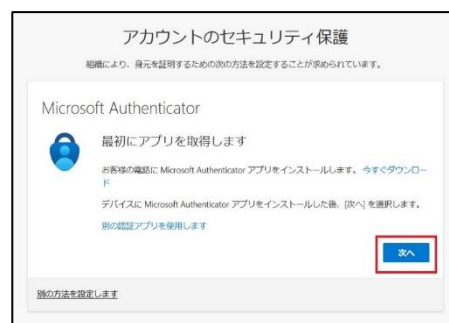 アカウントのセキュリティ保護
組織により、身元を証明するための次の方法を設定することが求められています。
Microsoft Authenticator
最初にアプリを取得します
お客様の電話に Microsoft Authenticator アプリをインストールします。 今すぐダウンロー
ド
デバイスに Microsoft Authenticator アプリをインストールした後、[次へ] を選択します。
別の認証アプリを使用します
次へ
別の方法を設定します